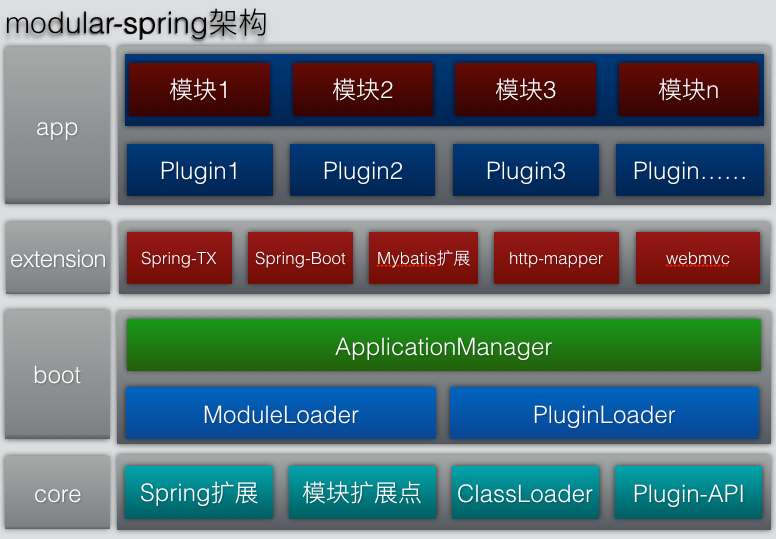 modular-spring架构
app
模块1 模块2 模块3 模块n
Plugin1 Plugin2 Plugin3 Plugin……
extension
Spring-TX Spring-Boot Mybatis扩展 http-mapper webmvc
boot
ApplicationManager
ModuleLoader PluginLoader
core
Spring扩展 模块扩展点 ClassLoader Plugin-API